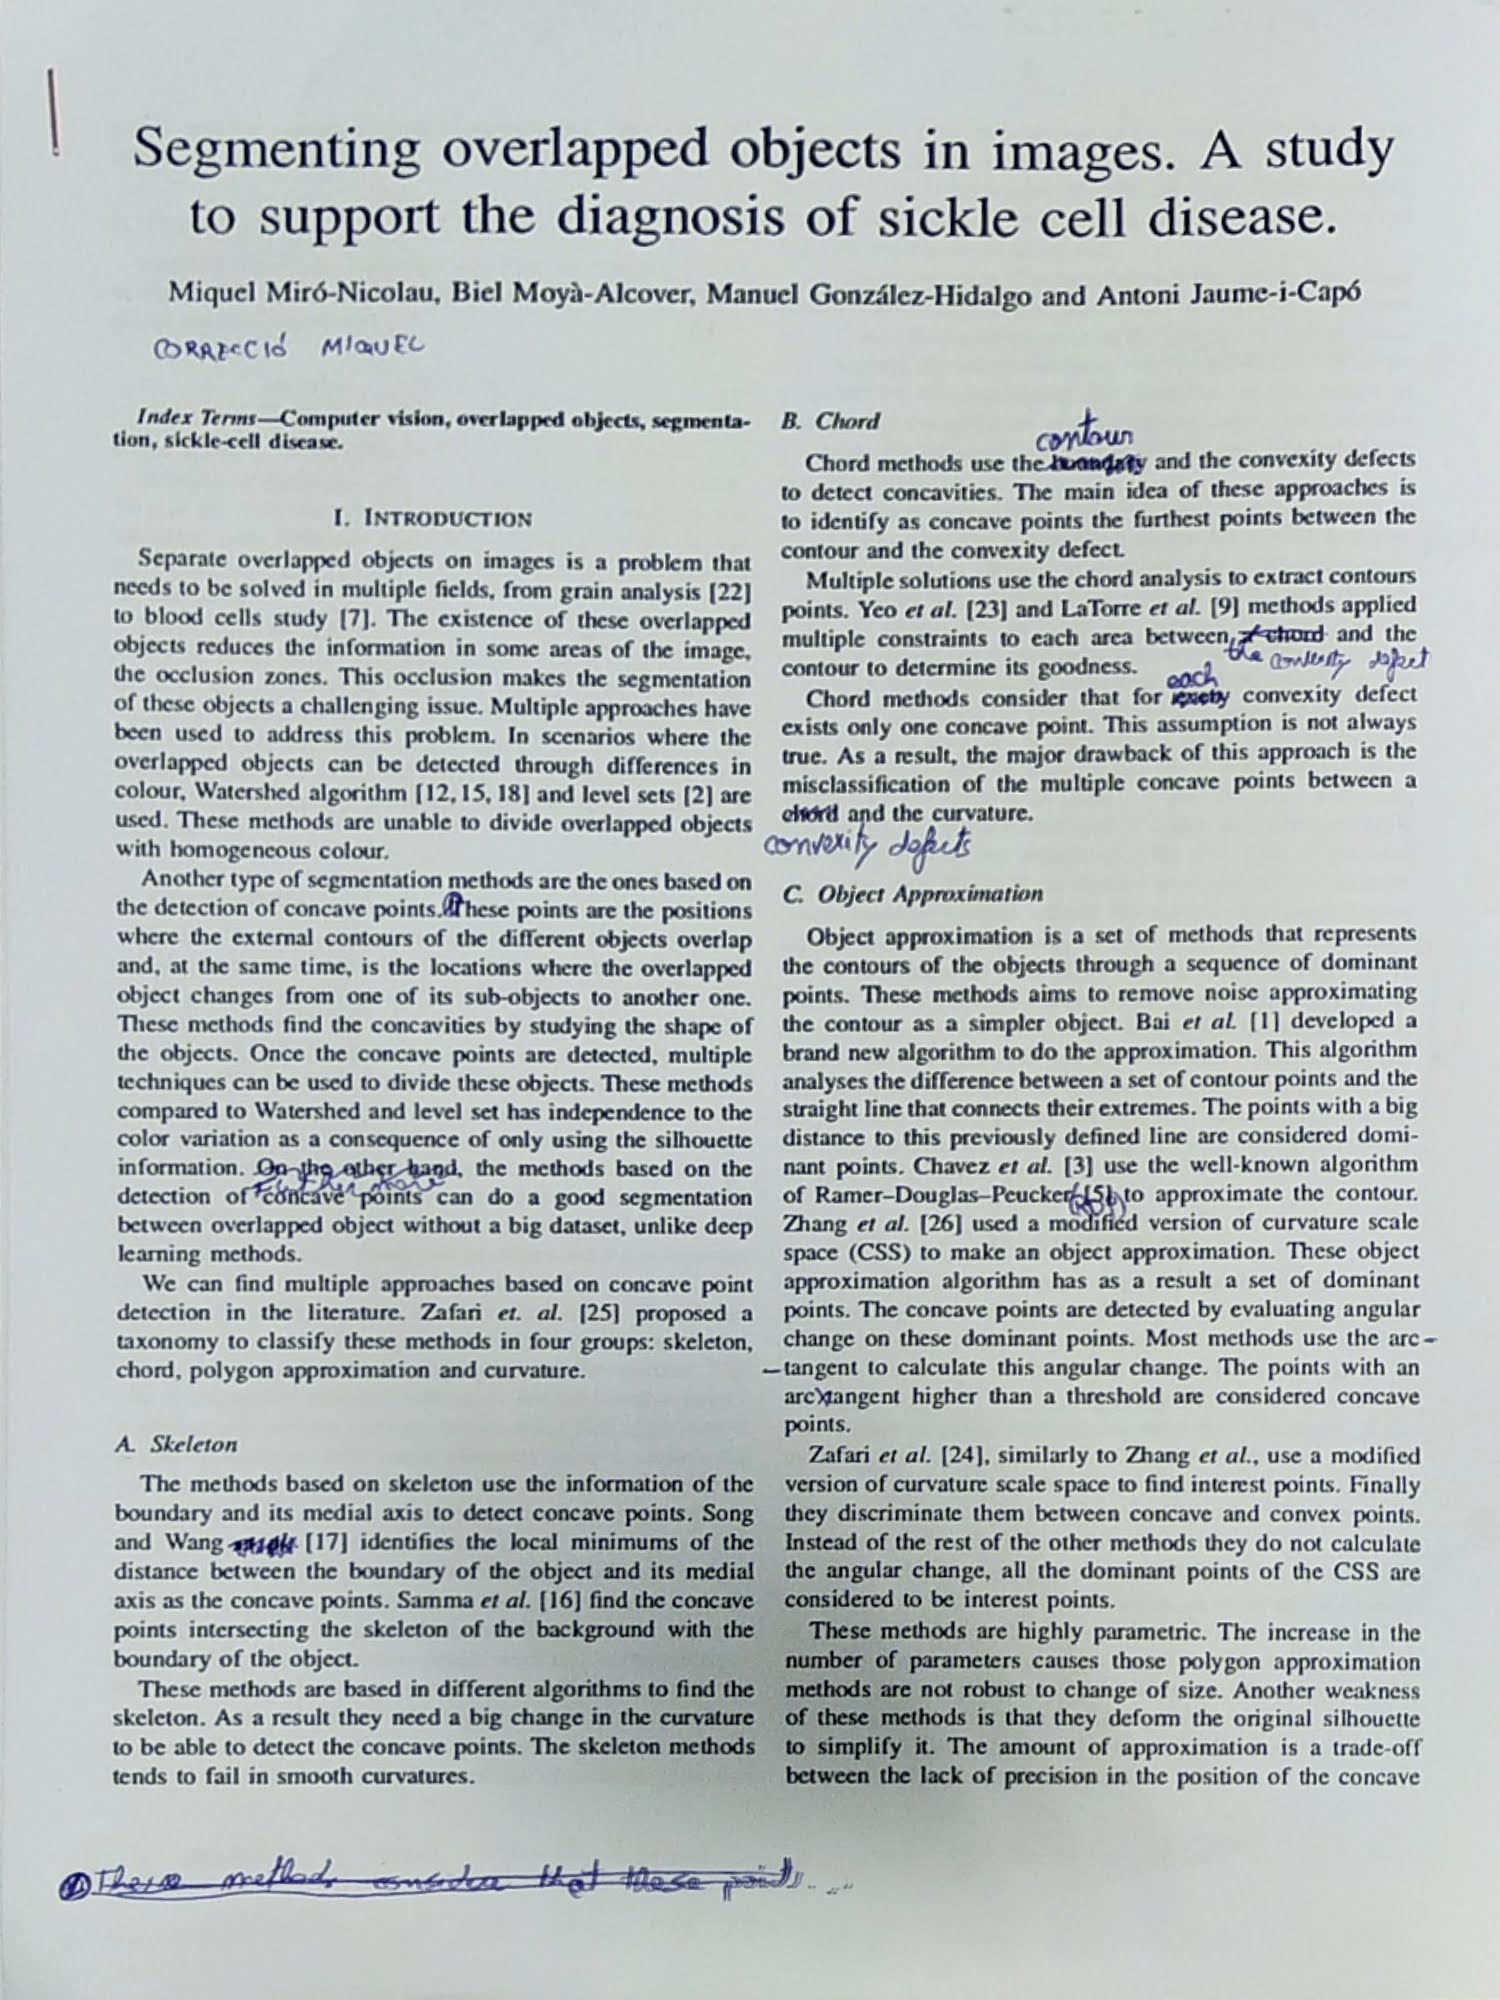 Segmenting overlapped objects in images. A study
to support the diagnosis of sickle cell disease.
Miquel Miró-Nicolau, Biel Moyà-Alcover, Manuel González-Hidalgo and Antoni Jaume-i-Capó
CORRECCIÓ MIQUEL
Index Terms—Computer vision, overlapped objects, segmenta-
tion, sickle-cell disease.
I. INTRODUCTION
Separate overlapped objects on images is a problem that
needs to be solved in multiple fields, from grain analysis [22]
to blood cells study [7]. The existence of these overlapped
objects reduces the information in some areas of the image,
the occlusion zones. This occlusion makes the segmentation
of these objects a challenging issue. Multiple approaches have
been used to address this problem. In scenarios where the
overlapped objects can be detected through differences in
colour, Watershed algorithm [12, 15, 18] and level sets [2] are
used. These methods are unable to divide overlapped objects
with homogeneous colour.
Another type of segmentation methods are the ones based on
the detection of concave points. These points are the positions
where the external contours of the different objects overlap
and, at the same time, is the locations where the overlapped
object changes from one of its sub-objects to another one.
These methods find the concavities by studying the shape of
the objects. Once the concave points are detected, multiple
techniques can be used to divide these objects. These methods
compared to Watershed and level set has independence to the
color variation as a consequence of only using the silhouette
information. On the other hand, the methods based on the
Furthermore
detection of concave points can do a good segmentation
between overlapped object without a big dataset, unlike deep
learning methods.
We can find multiple approaches based on concave point
detection in the literature. Zafari et. al. [25] proposed a
taxonomy to classify these methods in four groups: skeleton,
chord, polygon approximation and curvature.
A. Skeleton
The methods based on skeleton use the information of the
boundary and its medial axis to detect concave points. Song
and Wang [17] identifies the local minimums of the
distance between the boundary of the object and its medial
axis as the concave points. Samma et al. [16] find the concave
points intersecting the skeleton of the background with the
boundary of the object.
These methods are based in different algorithms to find the
skeleton. As a result they need a big change in the curvature
to be able to detect the concave points. The skeleton methods
tends to fail in smooth curvatures.
B. Chord
contour
Chord methods use the boundary and the convexity defects
to detect concavities. The main idea of these approaches is
to identify as concave points the furthest points between the
contour and the convexity defect.
Multiple solutions use the chord analysis to extract contours
points. Yeo et al. [23] and LaTorre et al. [9] methods applied
multiple constraints to each area between a chord and the
the convexity defect
contour to determine its goodness.
each
Chord methods consider that for convexity defect
exists only one concave point. This assumption is not always
true. As a result, the major drawback of this approach is the
misclassification of the multiple concave points between a
chord and the curvature.
convexity defects
C. Object Approximation
Object approximation is a set of methods that represents
the contours of the objects through a sequence of dominant
points. These methods aims to remove noise approximating
the contour as a simpler object. Bai et al. [1] developed a
brand new algorithm to do the approximation. This algorithm
analyses the difference between a set of contour points and the
straight line that connects their extremes. The points with a big
distance to this previously defined line are considered domi-
nant points. Chavez et al. [3] use the well-known algorithm
of Ramer–Douglas–Peucker [5] to approximate the contour.
(RDP)
Zhang et al. [26] used a modified version of curvature scale
space (CSS) to make an object approximation. These object
approximation algorithm has as a result a set of dominant
points. The concave points are detected by evaluating angular
change on these dominant points. Most methods use the arc-
-tangent to calculate this angular change. The points with an
arc tangent higher than a threshold are considered concave
points.
Zafari et al. [24], similarly to Zhang et al., use a modified
version of curvature scale space to find interest points. Finally
they discriminate them between concave and convex points.
Instead of the rest of the other methods they do not calculate
the angular change, all the dominant points of the CSS are
considered to be interest points.
These methods are highly parametric. The increase in the
number of parameters causes those polygon approximation
methods are not robust to change of size. Another weakness
of these methods is that they deform the original silhouette
to simplify it. The amount of approximation is a trade-off
between the lack of precision in the position of the concave
① These methods consider that these points...